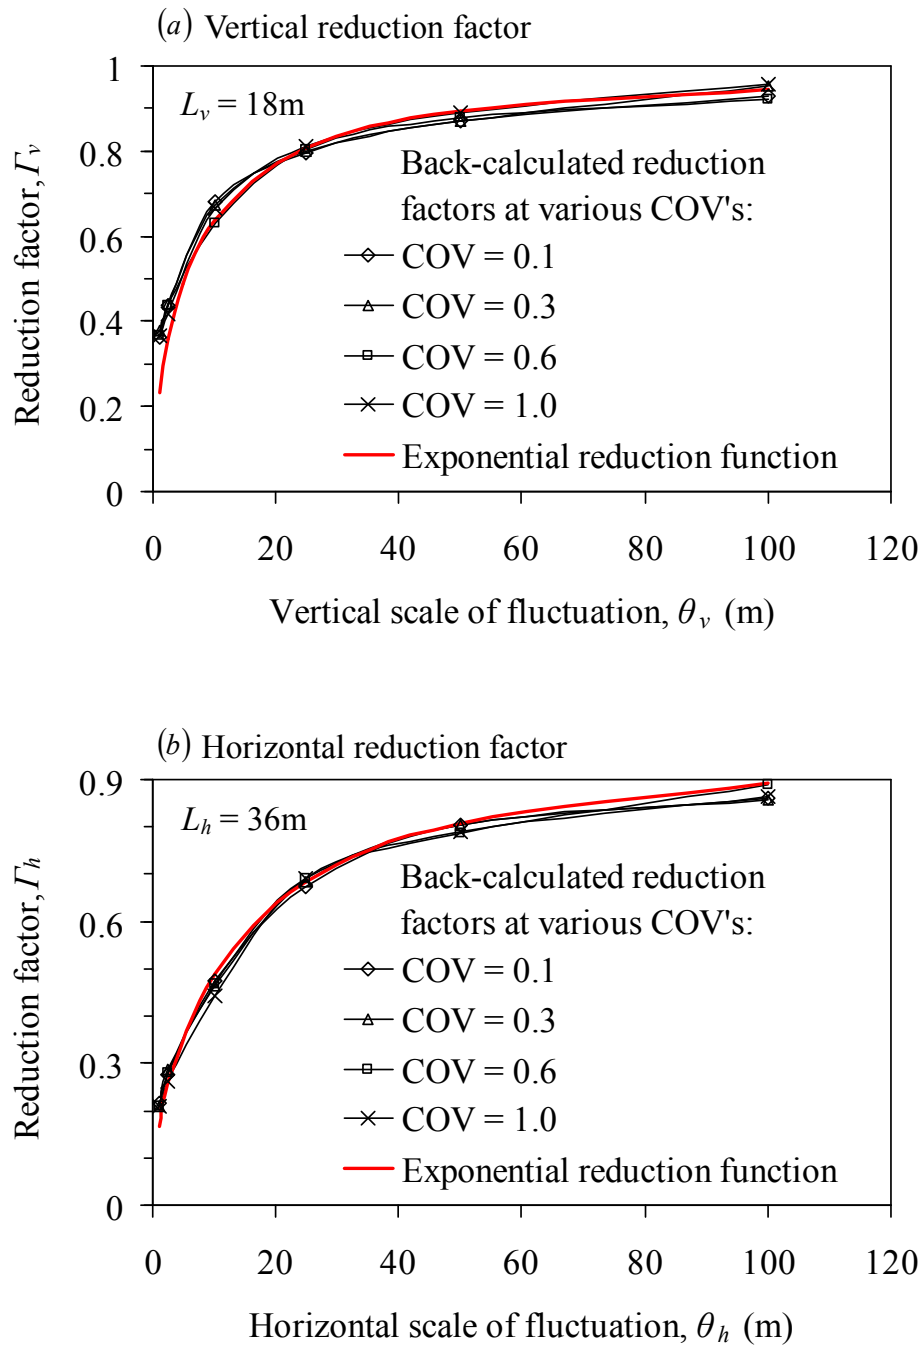 (a) Vertical reduction factor
1
0.8
0.6
0.4
0.2
0
Reduction factor, Γv
Lv = 18m
Back-calculated reduction
factors at various COV's:
COV = 0.1
COV = 0.3
COV = 0.6
COV = 1.0
Exponential reduction function
0 20 40 60 80 100 120
Vertical scale of fluctuation, θv (m)
(b) Horizontal reduction factor
0.9
0.6
0.3
0
Reduction factor, Γh
Lh = 36m
Back-calculated reduction
factors at various COV's:
COV = 0.1
COV = 0.3
COV = 0.6
COV = 1.0
Exponential reduction function
0 20 40 60 80 100 120
Horizontal scale of fluctuation, θh (m)